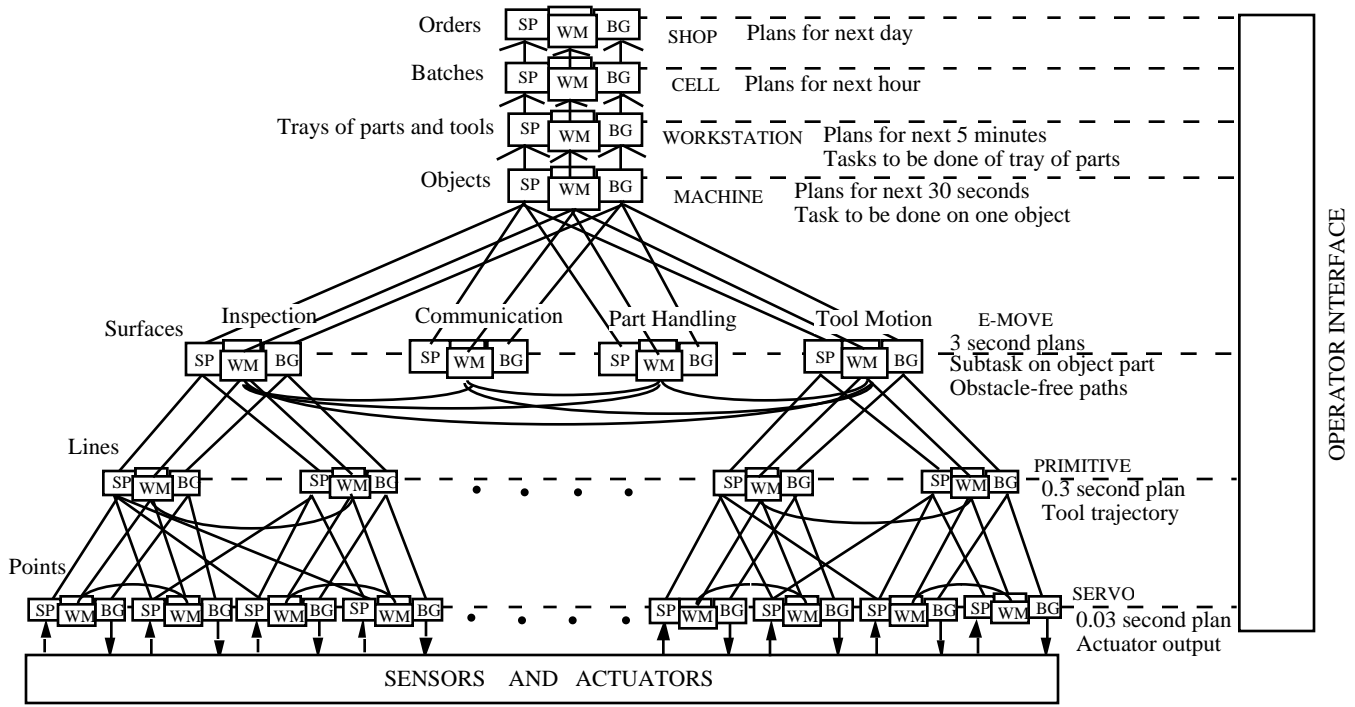 Orders SP WM BG SHOP Plans for next day
Batches SP WM BG CELL Plans for next hour
Trays of parts and tools SP WM BG WORKSTATION Plans for next 5 minutes
Tasks to be done of tray of parts
Objects SP WM BG MACHINE Plans for next 30 seconds
Task to be done on one object
OPERATOR INTERFACE
Inspection Communication Part Handling Tool Motion E-MOVE
Surfaces SP WM BG SP WM BG SP WM BG SP WM BG 3 second plans
Subtask on object part
Obstacle-free paths
Lines SP WM BG SP WM BG SP WM BG SP WM BG PRIMITIVE
0.3 second plan
Tool trajectory
Points SP WM BG SP WM BG SP WM BG SP WM BG SP WM BG SP WM BG SP WM BG SP WM BG SERVO
0.03 second plan
Actuator output
SENSORS AND ACTUATORS